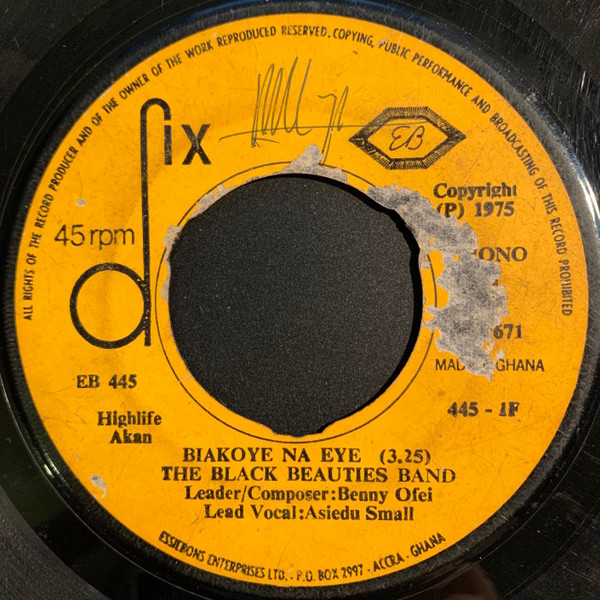 ALL RIGHTS OF THE RECORD PRODUCER AND OF THE OWNER OF THE WORK REPRODUCED RESERVED. COPYING, PUBLIC PERFORMANCE AND BROADCASTING OF THIS RECORD PROHIBITED
dix
EB
45 rpm
Copyright
(P) 1975
ONO
671
MAD GHANA
EB 445
445 - 1F
Highlife
Akan
BIAKOYE NA EYE (3.25)
THE BLACK BEAUTIES BAND
Leader/Composer:Benny Ofei
Lead Vocal:Asiedu Small
ESSIEBONS ENTERPRISES LTD. - P.O. BOX 2997 - ACCRA - GHANA